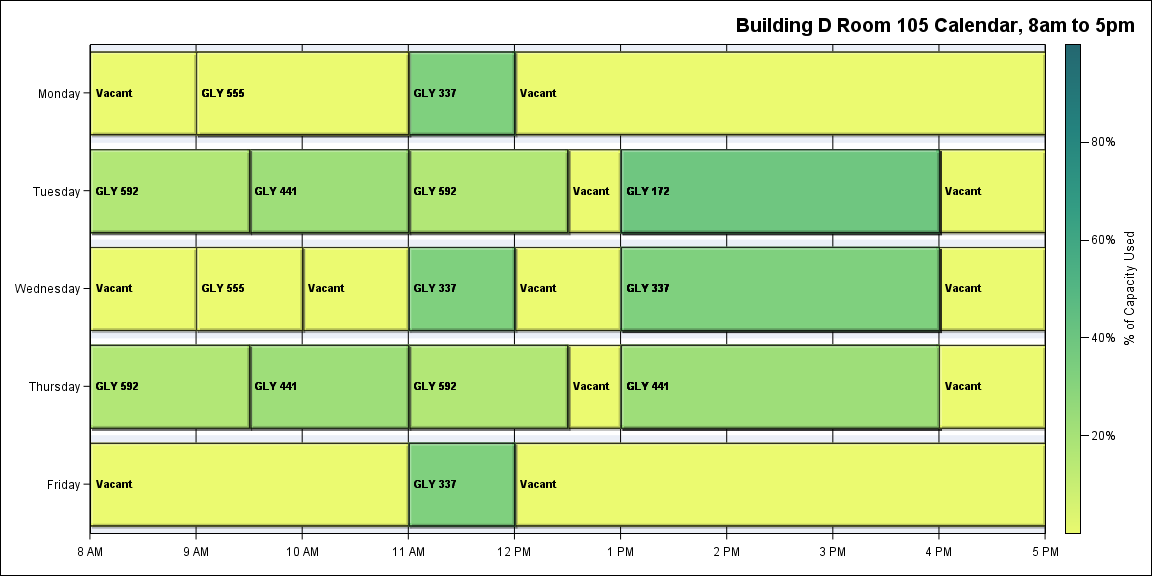 Building D Room 105 Calendar, 8am to 5pm
Monday
Vacant
GLY 555
GLY 337
Vacant
Tuesday
GLY 592
GLY 441
GLY 592
Vacant
GLY 172
Vacant
Wednesday
Vacant
GLY 555
Vacant
GLY 337
Vacant
GLY 337
Vacant
Thursday
GLY 592
GLY 441
GLY 592
Vacant
GLY 441
Vacant
Friday
Vacant
GLY 337
Vacant
8 AM
9 AM
10 AM
11 AM
12 PM
1 PM
2 PM
3 PM
4 PM
5 PM
80%
60%
40%
20%
% of Capacity Used